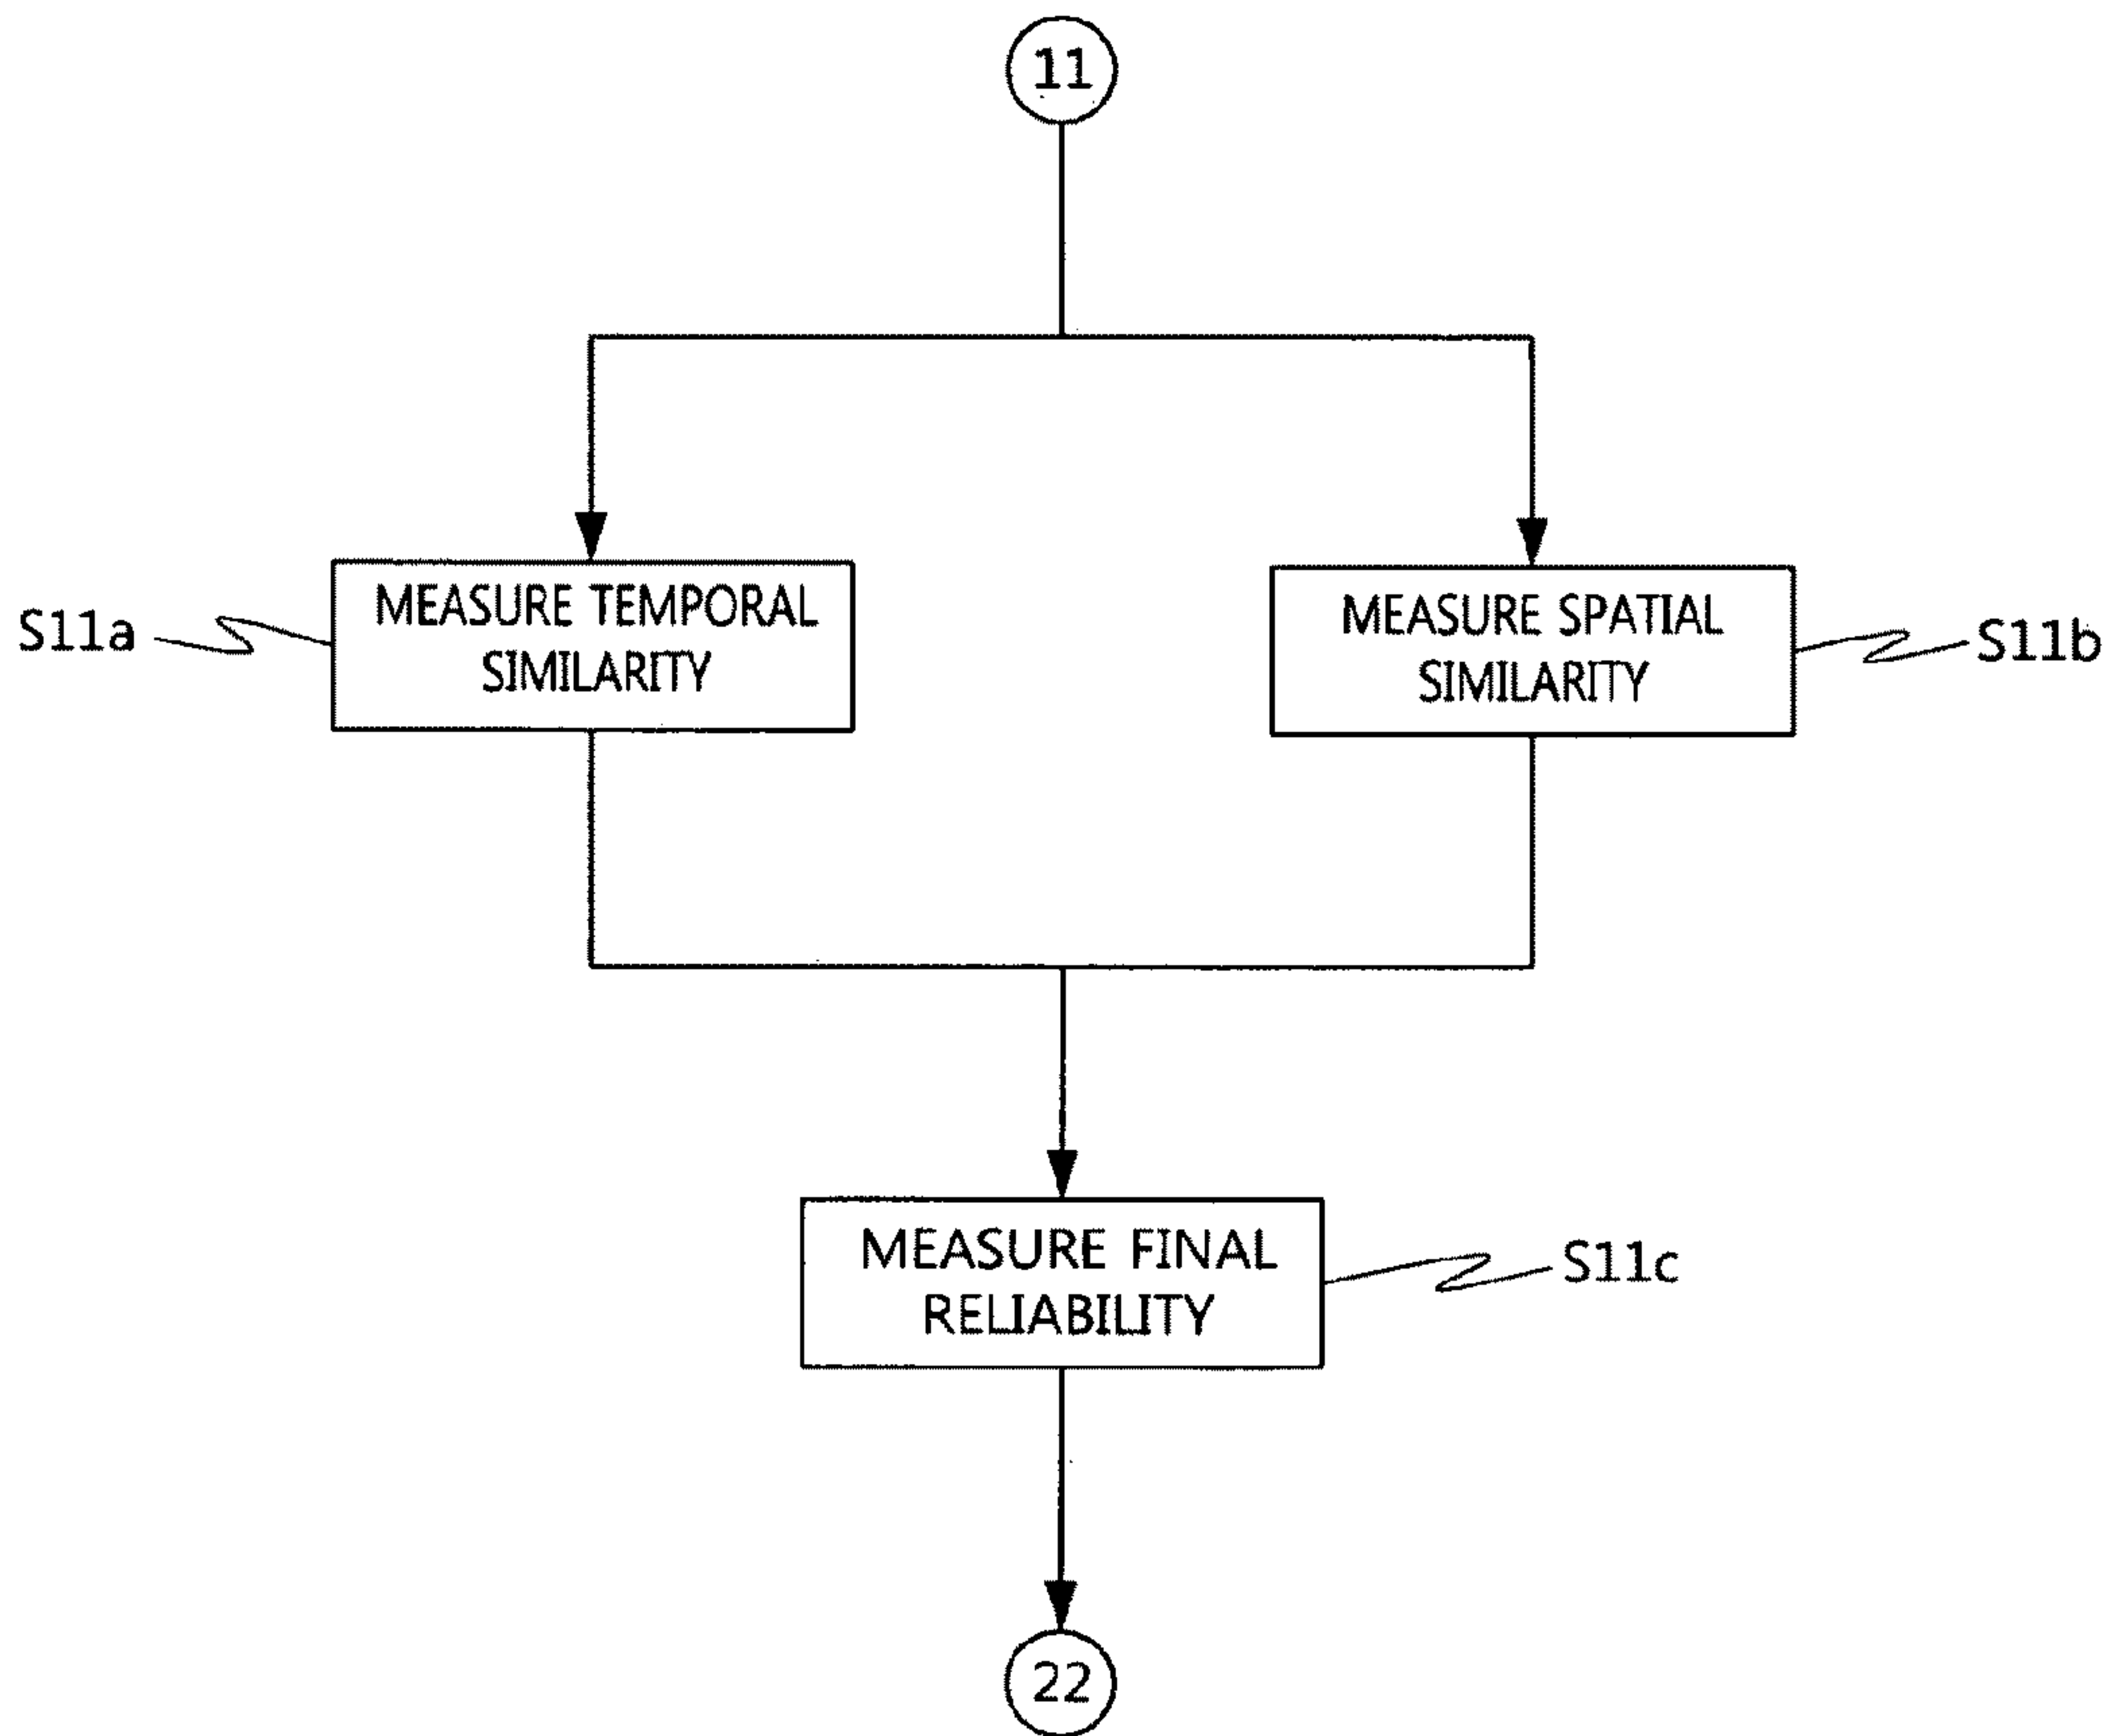 11
S11a
MEASURE TEMPORAL
SIMILARITY
MEASURE SPATIAL
SIMILARITY
S11b
MEASURE FINAL
RELIABILITY
S11c
22